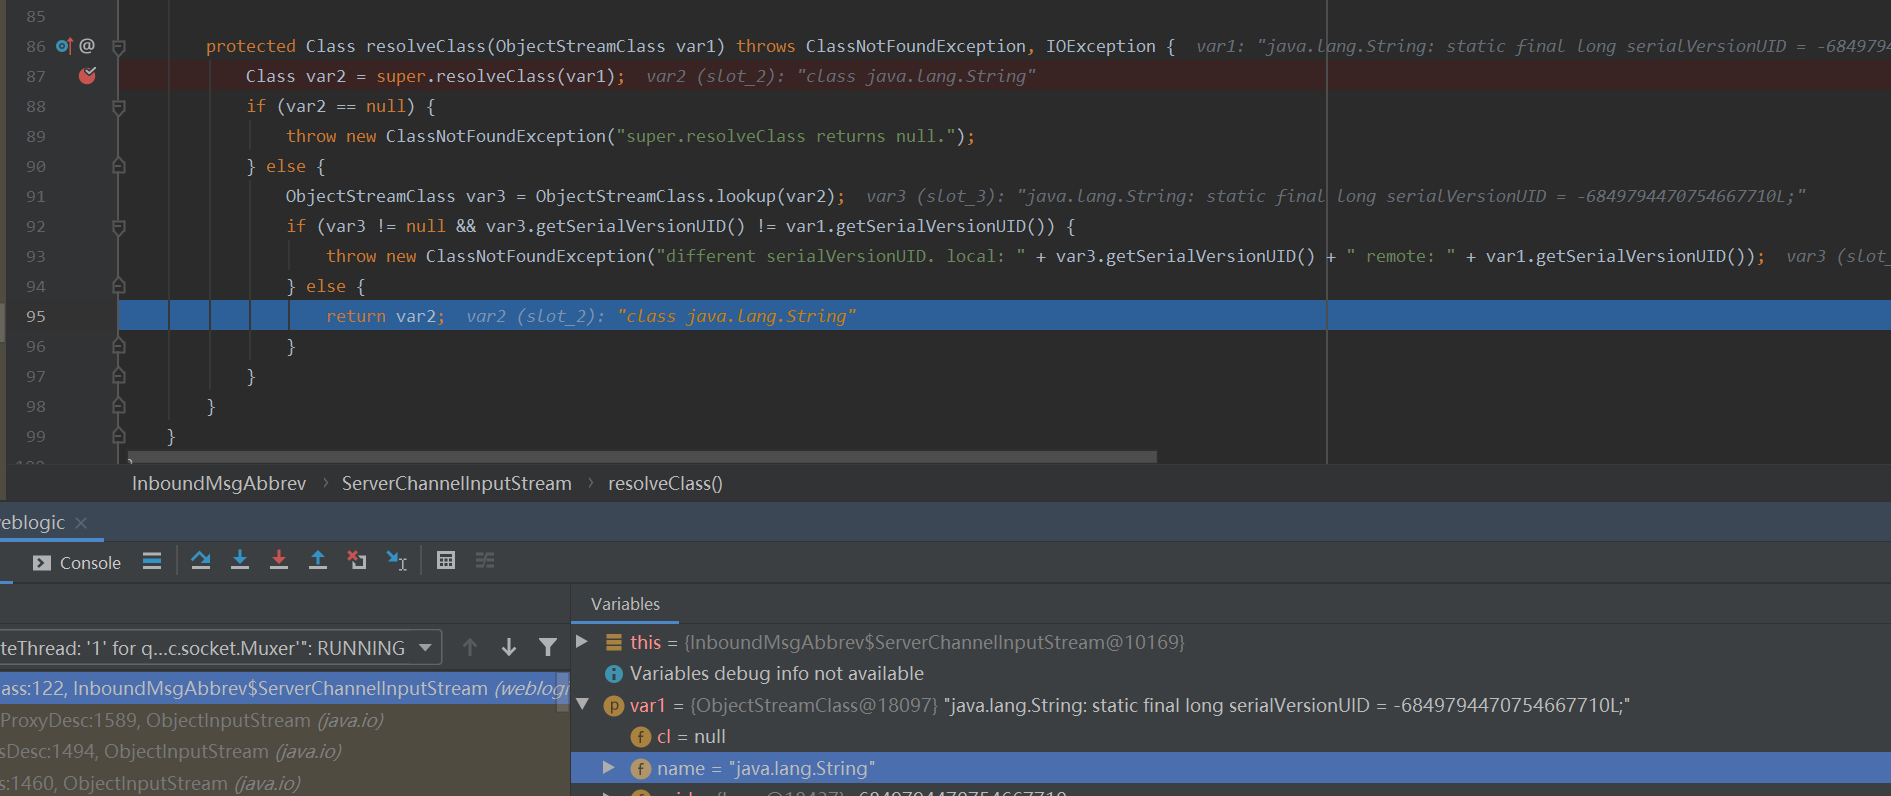 85
86 @ protected Class resolveClass(ObjectStreamClass var1) throws ClassNotFoundException, IOException { var1: "java.lang.String: static final long serialVersionUID = -684979
87 Class var2 = super.resolveClass(var1); var2 (slot_2): "class java.lang.String"
88 if (var2 == null) {
89 throw new ClassNotFoundException("super.resolveClass returns null.");
90 } else {
91 ObjectStreamClass var3 = ObjectStreamClass.lookup(var2); var3 (slot_3): "java.lang.String: static final long serialVersionUID = -6849794470754667710L;"
92 if (var3 != null && var3.getSerialVersionUID() != var1.getSerialVersionUID()) {
93 throw new ClassNotFoundException("different serialVersionUID. local: " + var3.getSerialVersionUID() + " remote: " + var1.getSerialVersionUID()); var3 (slot_
94 } else {
95 return var2; var2 (slot_2): "class java.lang.String"
96 }
97 }
98 }
99 }
InboundMsgAbbrev › ServerChannelInputStream › resolveClass()
eblogic ×
Console
Variables
teThread: '1' for q...c.socket.Muxer'": RUNNING
this = {InboundMsgAbbrev$ServerChannelInputStream@10169}
Variables debug info not available
ass:122, InboundMsgAbbrev$ServerChannelInputStream (weblogi
var1 = {ObjectStreamClass@18097} "java.lang.String: static final long serialVersionUID = -6849794470754667710L;"
ProxyDesc:1589, ObjectInputStream (java.io)
cl = null
sDesc:1494, ObjectInputStream (java.io)
name = "java.lang.String"
s:1460, ObjectInputStream (java.io)